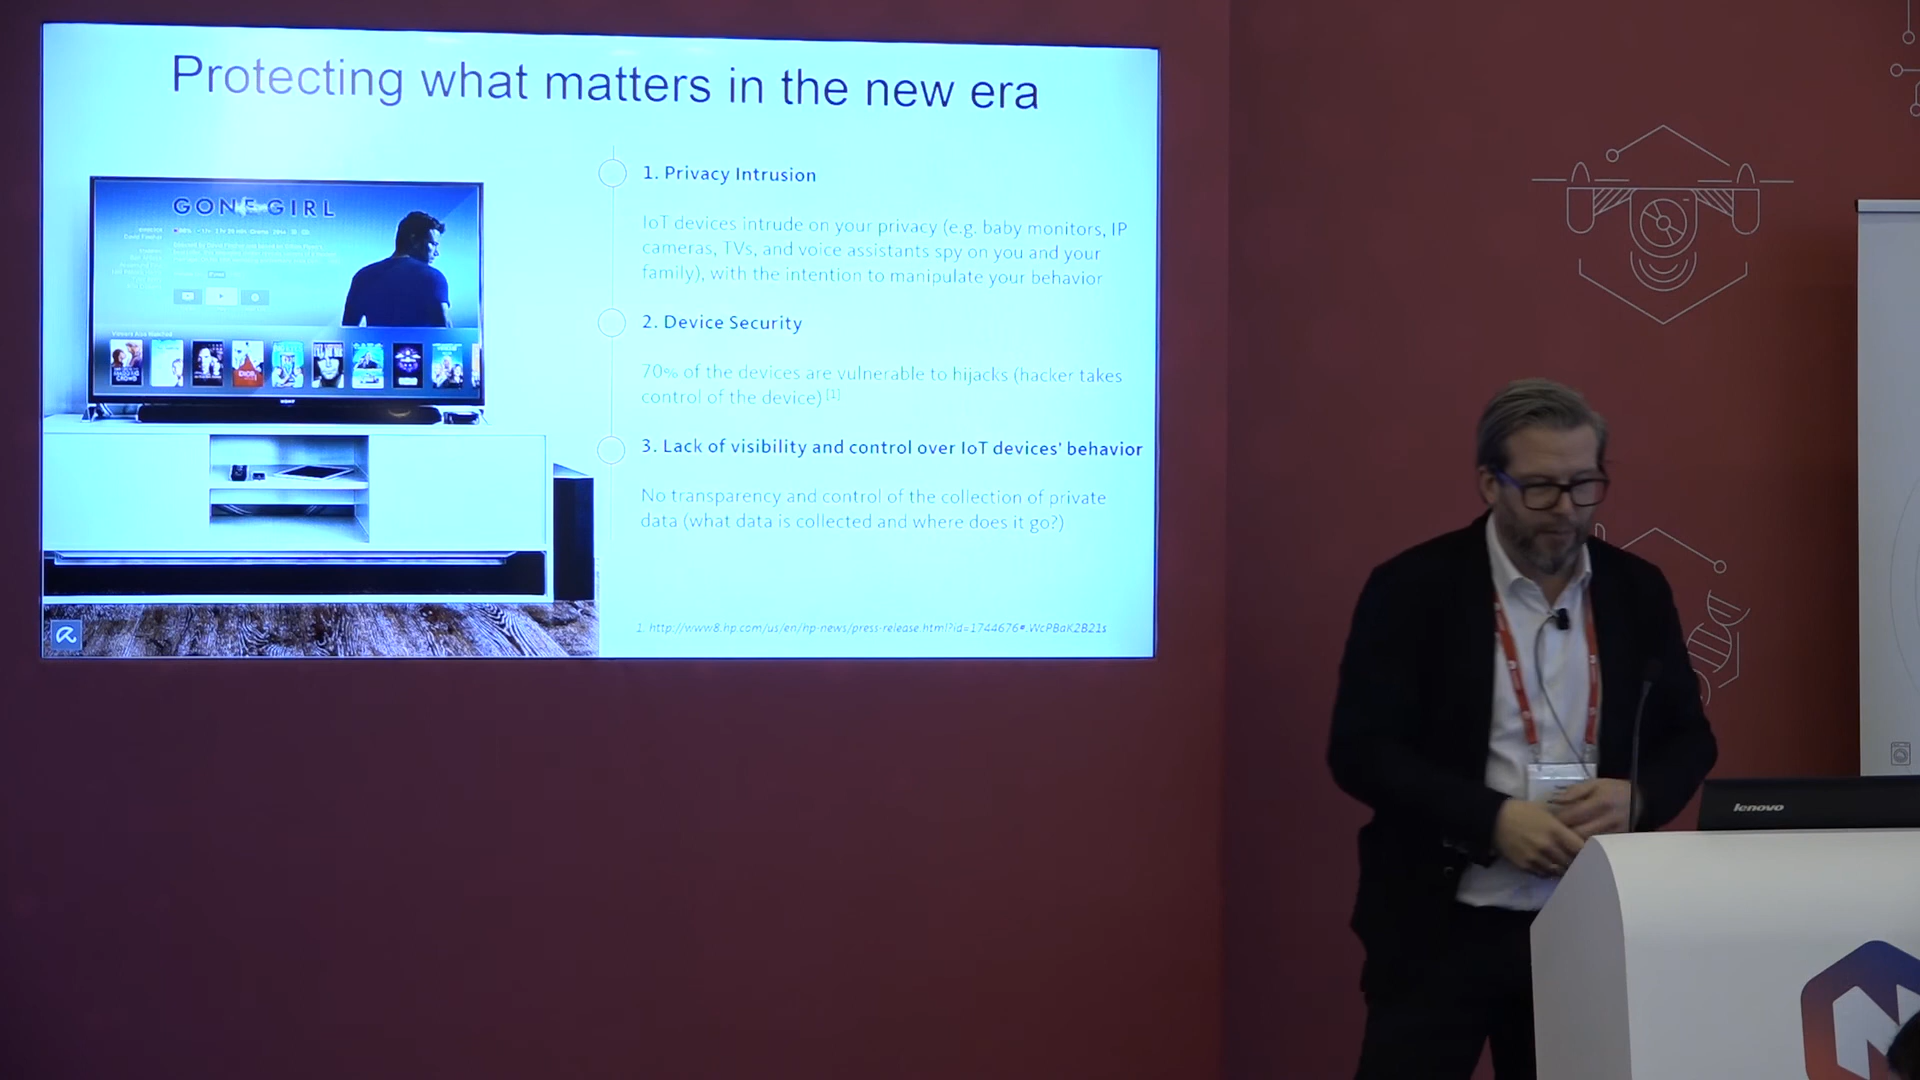 Protecting what matters in the new era
GONE GIRL
Viewers Also Watched
SONY
1. Privacy Intrusion
IoT devices intrude on your privacy (e.g. baby monitors, IP
cameras, TVs, and voice assistants spy on you and your
family), with the intention to manipulate your behavior
2. Device Security
70% of the devices are vulnerable to hijacks (hacker takes
control of the device) [1]
3. Lack of visibility and control over IoT devices' behavior
No transparency and control of the collection of private
data (what data is collected and where does it go?)
1. http://www8.hp.com/us/en/hp-news/press-release.html?id=1744676#.WcPBaK2B21s
lenovo